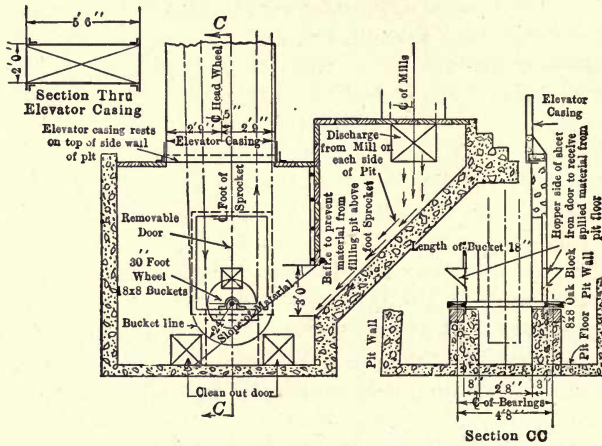 5'6"
2'0"
Section Thru
Elevator Casing
Elevator casing rests
on top of side wall
of pit
C
℄ Head Wheel
5"
2'9" 2'9"
Elevator Casing
℄ Foot of
Sprocket
Removable
Door
30" Foot
Wheel
18x8 Buckets
24"
Bucket line
Slope of Material
3'0"
Clean out door
C
℄ of Mills
Discharge
from Mill on
each side
of Pit
Baffle to prevent
material from
filling pit above
foot Sprocket
Length of Bucket 18"
Elevator
Casing
Hopper side of sheet
iron door to receive
spilled material from
pit floor
8x8 Oak Block
Pit Wall
Pit Floor
Pit Wall
8" 2'8" 8"
℄ of Bearings
4'8"
Section CC